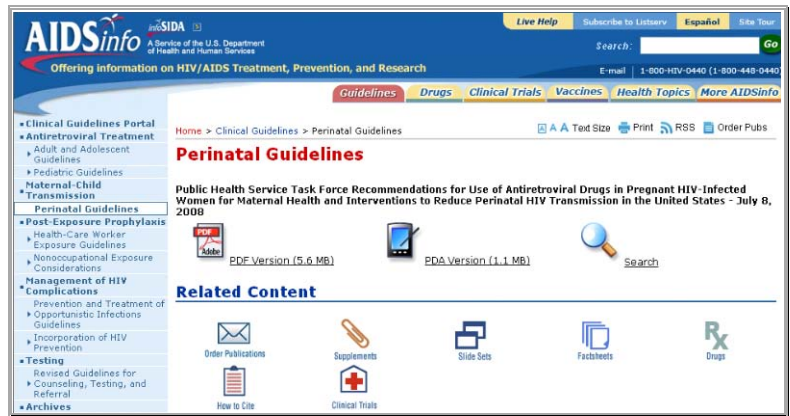 AIDSinfo
infoSIDA
A Service of the U.S. Department
of Health and Human Services
Offering information on HIV/AIDS Treatment, Prevention, and Research
Live Help
Subscribe to Listserv
Español
Site Tour
Search:
Go
E-mail | 1-800-HIV-0440 (1-800-448-0440)
Guidelines
Drugs
Clinical Trials
Vaccines
Health Topics
More AIDSinfo
Clinical Guidelines Portal
Antiretroviral Treatment
Adult and Adolescent
Guidelines
Pediatric Guidelines
Maternal-Child
Transmission
Perinatal Guidelines
Post-Exposure Prophylaxis
Health-Care Worker
Exposure Guidelines
Nonoccupational Exposure
Considerations
Management of HIV
Complications
Prevention and Treatment of
Opportunistic Infections
Guidelines
Incorporation of HIV
Prevention
Testing
Revised Guidelines for
Counseling, Testing, and
Referral
Archives
Home > Clinical Guidelines > Perinatal Guidelines
A A A Text Size
Print
RSS
Order Pubs
Perinatal Guidelines
Public Health Service Task Force Recommendations for Use of Antiretroviral Drugs in Pregnant HIV-Infected
Women for Maternal Health and Interventions to Reduce Perinatal HIV Transmission in the United States - July 8,
2008
PDF
Adobe
PDF Version (5.6 MB)
PDA Version (1.1 MB)
Search
Related Content
Order Publications
Supplements
Slide Sets
Factsheets
Rx
Drugs
How to Cite
Clinical Trials